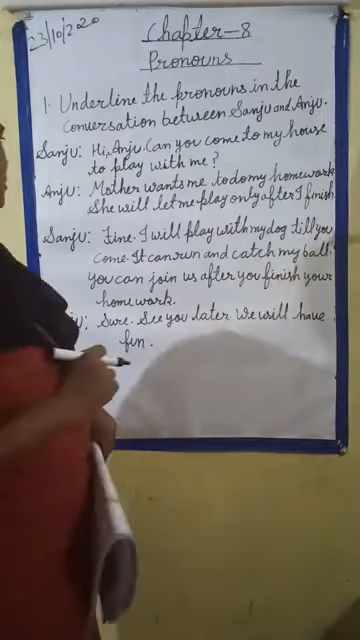 23/10/2020
Chapter-8
Pronouns
1. Underline the pronouns in the
conversation between Sanju and Anju.
Sanju: Hi, Anju. Can you come to my house
to play with me?
Anju: Mother wants me to do my homework
She will let me play only after I finish
Sanju: Fine. I will play with my dog till you
come. It can run and catch my ball.
You can join us after you finish your
homework.
u: Sure. See you later We will have
fun.